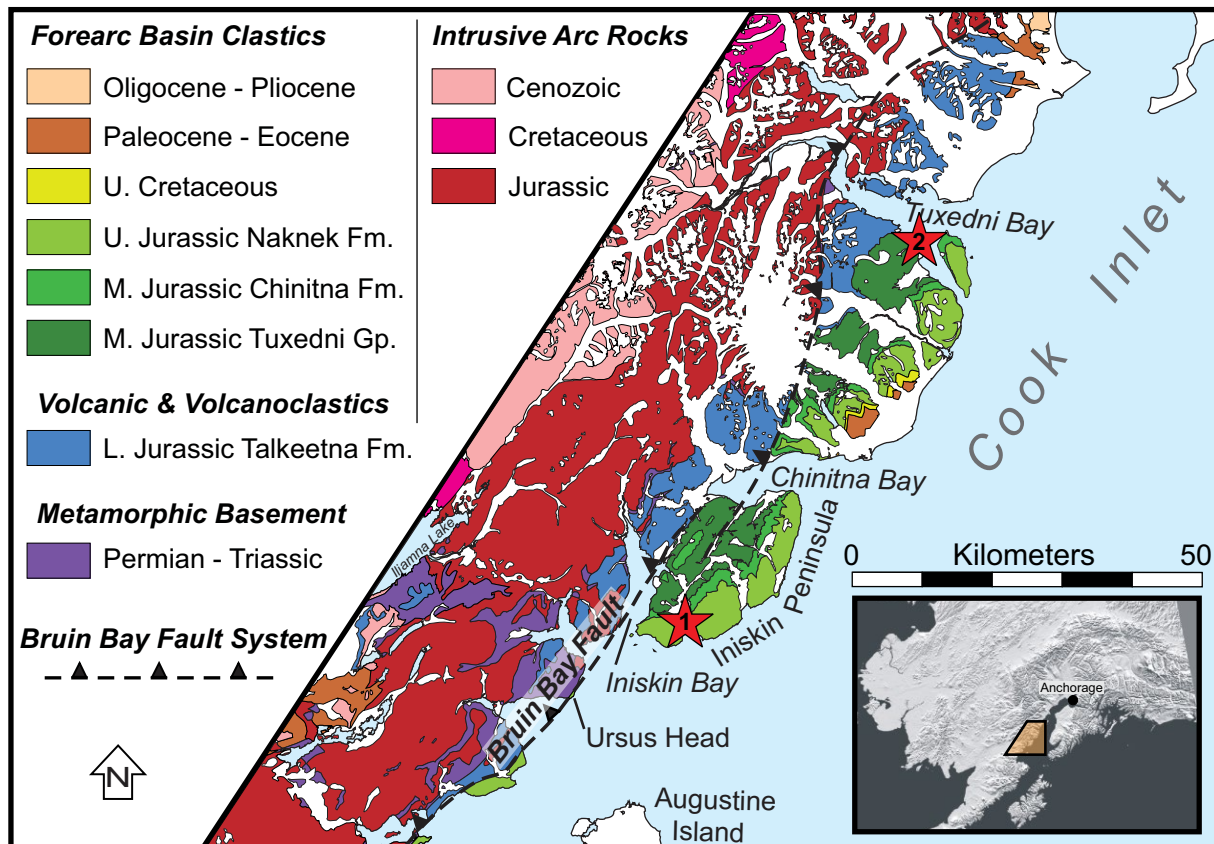 Forearc Basin Clastics
Oligocene - Pliocene
Paleocene - Eocene
U. Cretaceous
U. Jurassic Naknek Fm.
M. Jurassic Chinitna Fm.
M. Jurassic Tuxedni Gp.
Volcanic & Volcanoclastics
L. Jurassic Talkeetna Fm.
Metamorphic Basement
Permian - Triassic
Bruin Bay Fault System
N
Intrusive Arc Rocks
Cenozoic
Cretaceous
Jurassic
Tuxedni Bay
2
Cook Inlet
Chinitna Bay
Iliamna Lake
Iniskin Peninsula
1
Iniskin Bay
Bruin Bay Fault
Ursus Head
Augustine
Island
0 Kilometers 50
Anchorage